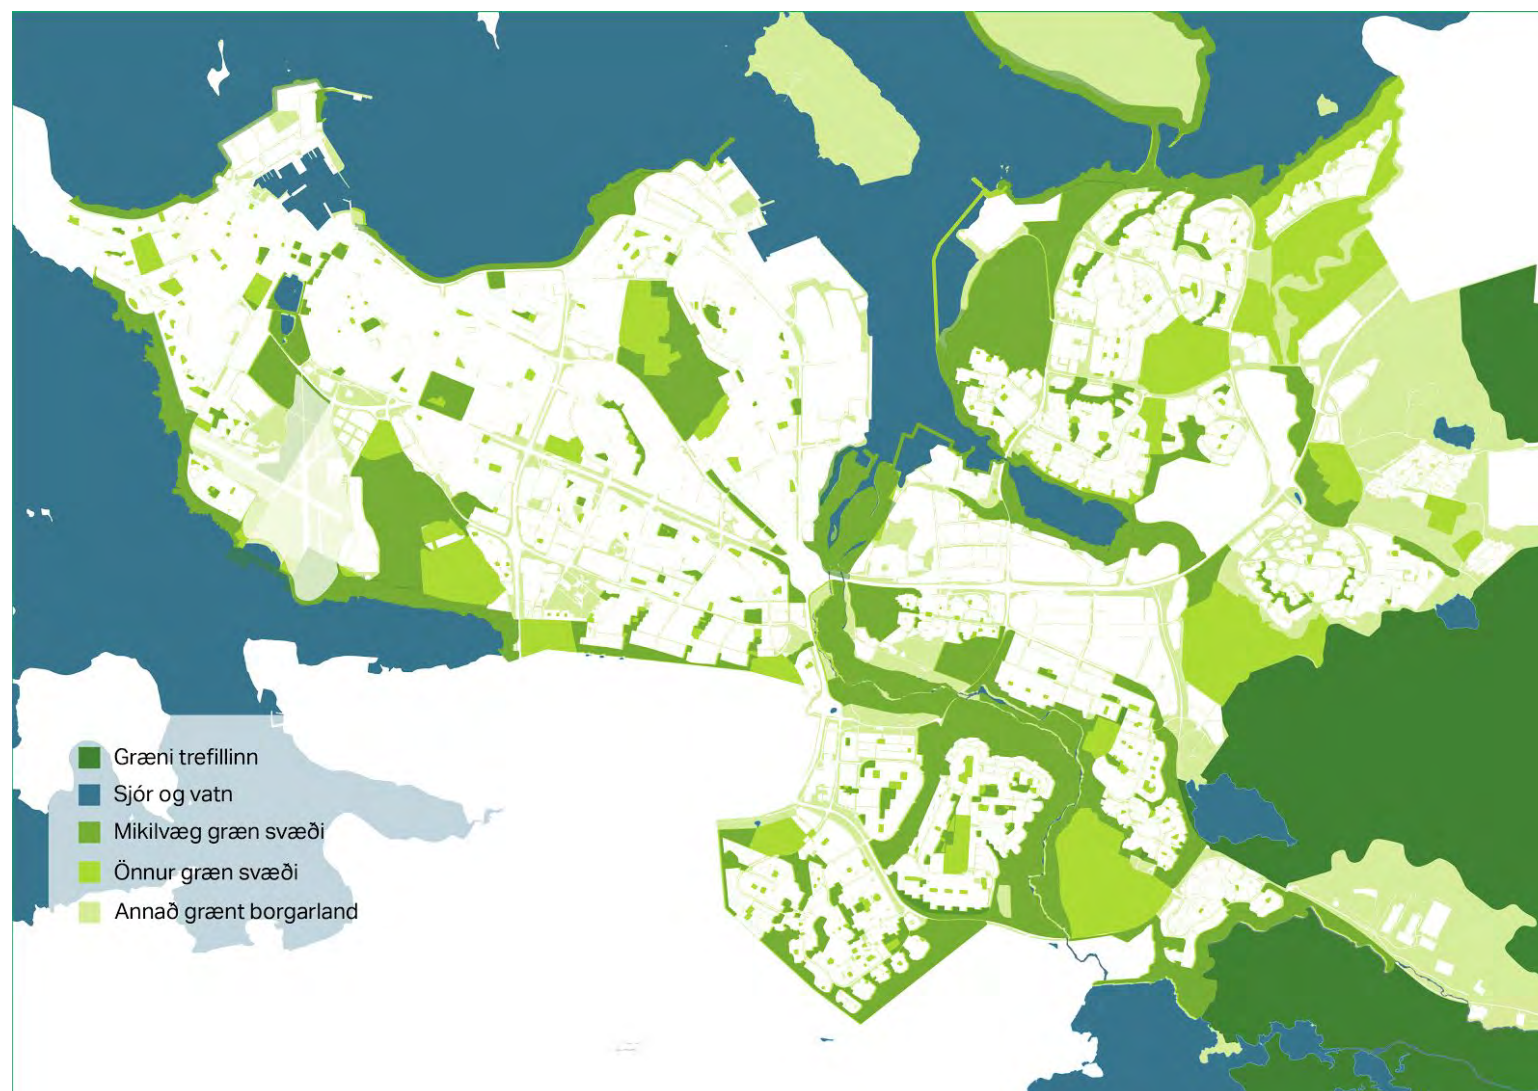 Græni trefillinn
Sjór og vatn
Mikilvæg græn svæði
Önnur græn svæði
Annað grænt borgarland